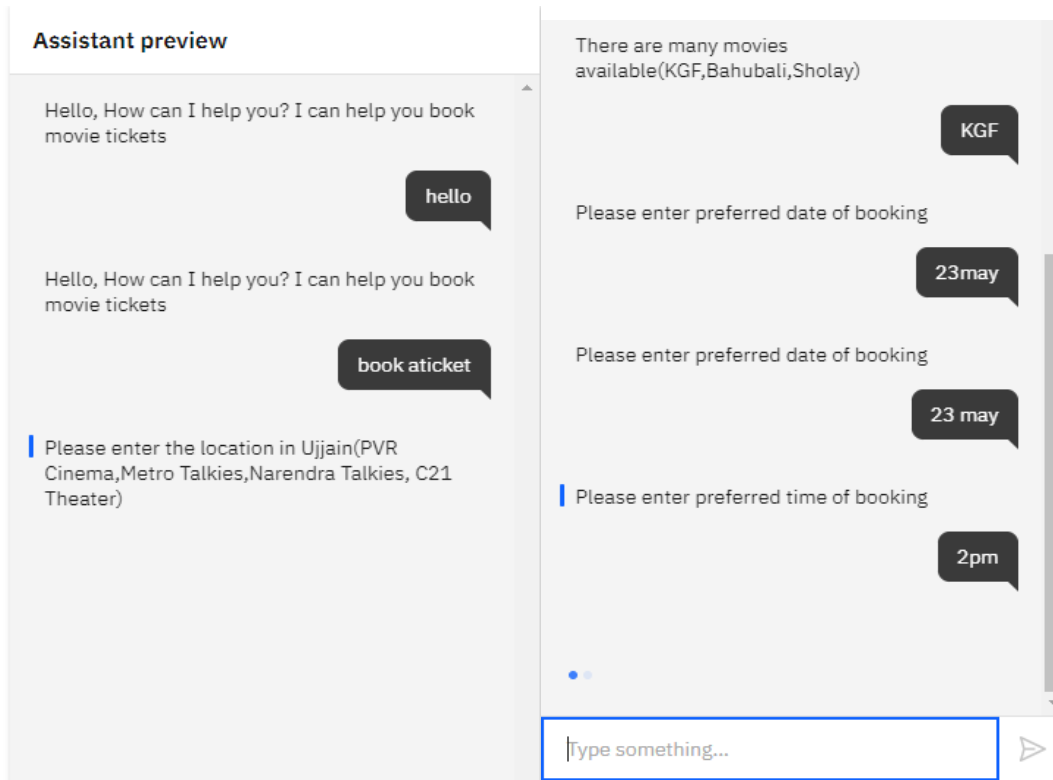 Assistant preview
Hello, How can I help you? I can help you book
movie tickets
hello
Hello, How can I help you? I can help you book
movie tickets
book aticket
Please enter the location in Ujjain(PVR
Cinema,Metro Talkies,Narendra Talkies, C21
Theater)
There are many movies
available(KGF,Bahubali,Sholay)
KGF
Please enter preferred date of booking
23may
Please enter preferred date of booking
23 may
Please enter preferred time of booking
2pm
Type something...